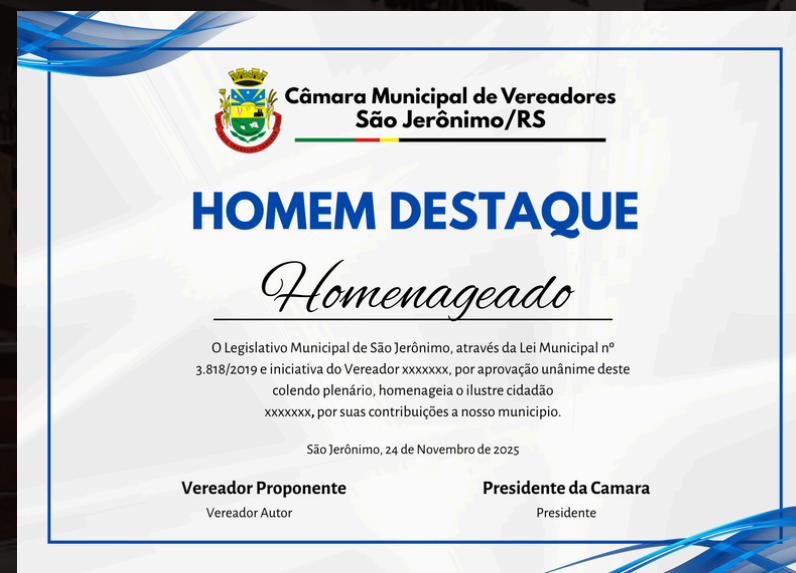 Câmara Municipal de Vereadores
São Jerônimo/RS
HOMEM DESTAQUE
Homenageado
O Legislativo Municipal de São Jerônimo, através da Lei Municipal nº
3.818/2019 e iniciativa do Vereador xxxxxxx, por aprovação unânime deste
colendo plenário, homenageia o ilustre cidadão
xxxxxxx, por suas contribuições a nosso municipio.
São Jerônimo, 24 de Novembro de 2025
Vereador Proponente
Presidente da Camara
Vereador Autor
Presidente